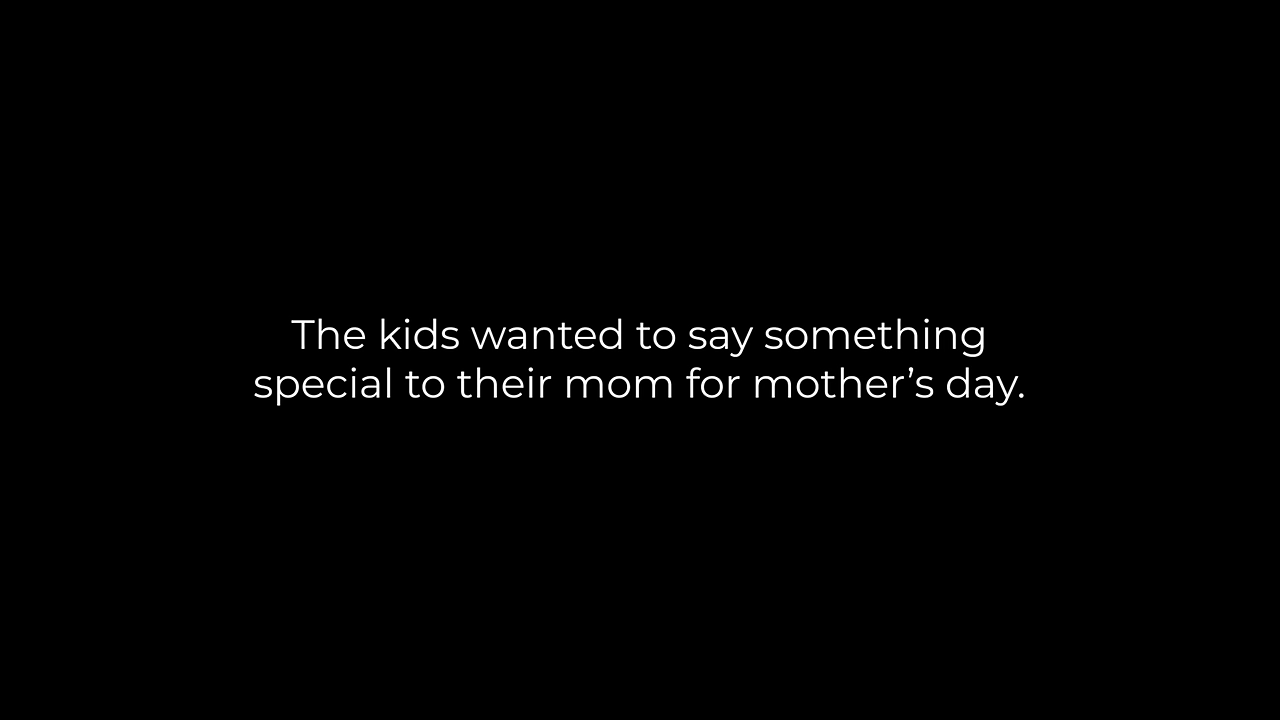 The kids wanted to say something
special to their mom for mother’s day.